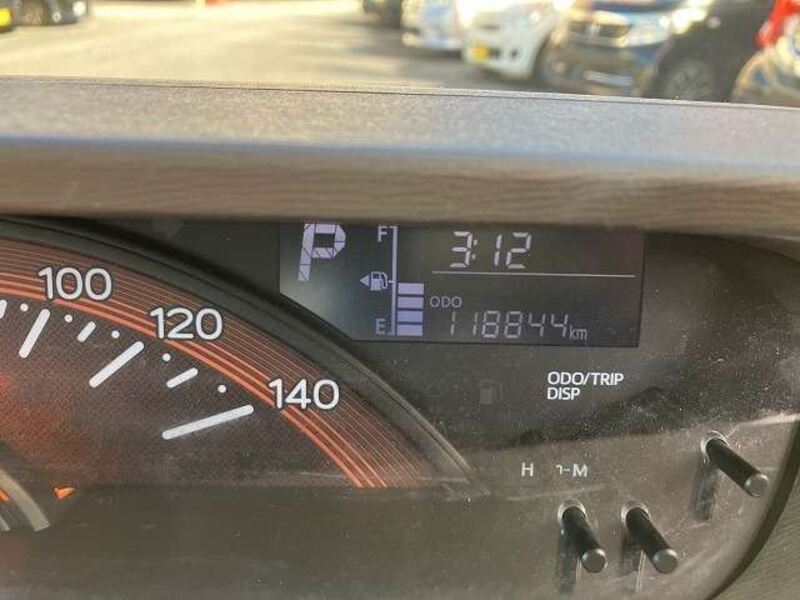 P
F
3:12
ODO
E
118844km
100
120
140
ODO/TRIP
DISP
H
M